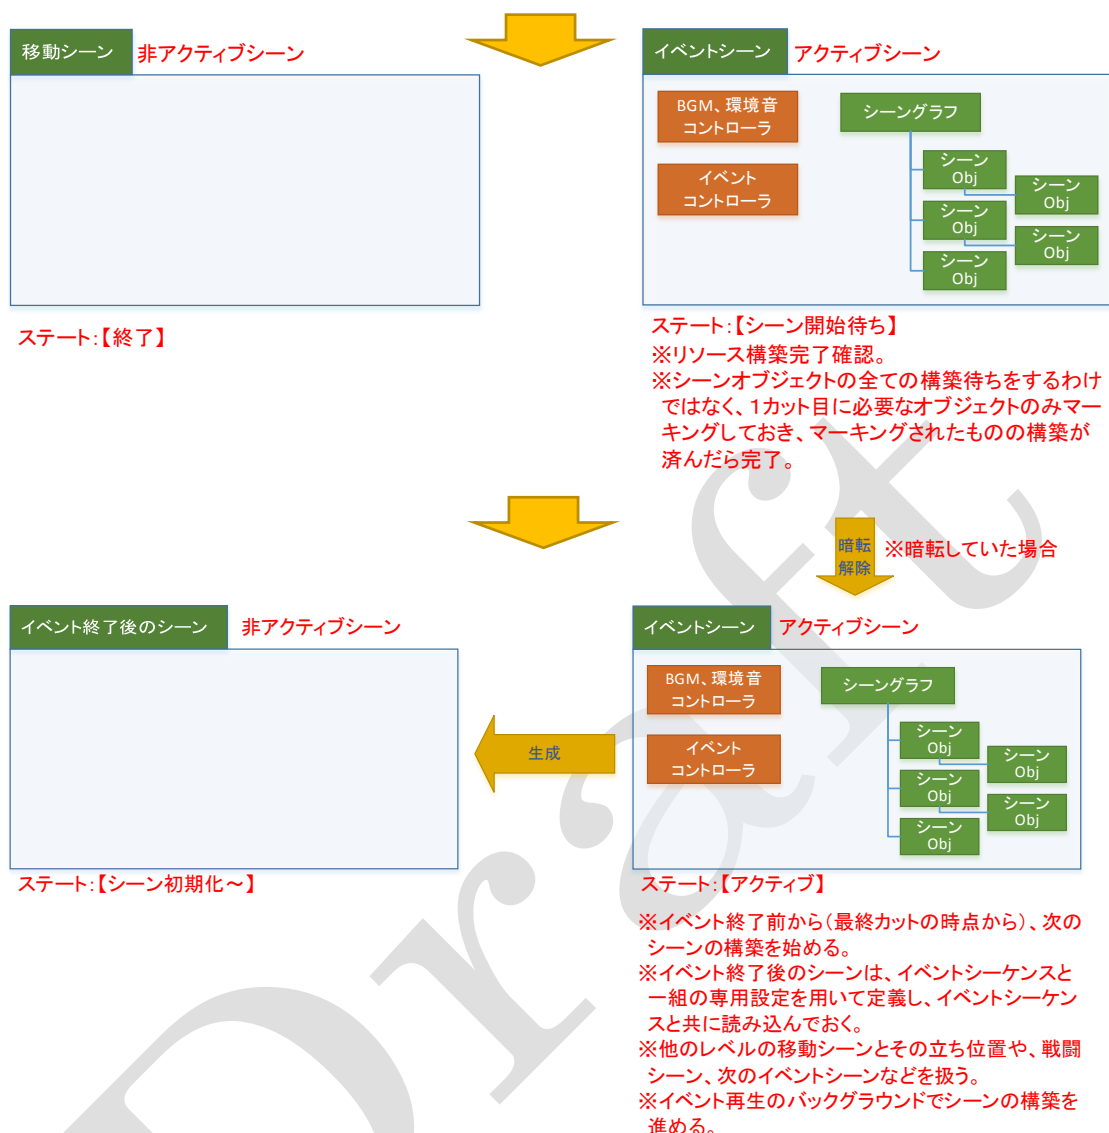 移動シーン
非アクティブシーン
イベントシーン
アクティブシーン
BGM、環境音
コントローラ
シーングラフ
イベント
コントローラ
シーン
Obj
シーン
Obj
シーン
Obj
シーン
Obj
シーン
Obj
ステート：【終了】
ステート：【シーン開始待ち】
※リソース構築完了確認。
※シーンオブジェクトの全ての構築待ちをするわけ
ではなく、１カット目に必要なオブジェクトのみマー
キングしておき、マーキングされたものの構築が
済んだら完了。
暗転
解除
※暗転していた場合
イベント終了後のシーン
非アクティブシーン
イベントシーン
アクティブシーン
BGM、環境音
コントローラ
シーングラフ
生成
イベント
コントローラ
シーン
Obj
シーン
Obj
シーン
Obj
シーン
Obj
シーン
Obj
ステート：【シーン初期化～】
ステート：【アクティブ】
※イベント終了前から（最終カットの時点から）、次の
シーンの構築を始める。
※イベント終了後のシーンは、イベントシーケンスと
一組の専用設定を用いて定義し、イベントシーケン
スと共に読み込んでおく。
※他のレベルの移動シーンとその立ち位置や、戦闘
シーン、次のイベントシーンなどを扱う。
※イベント再生のバックグラウンドでシーンの構築を
進める。
Draft